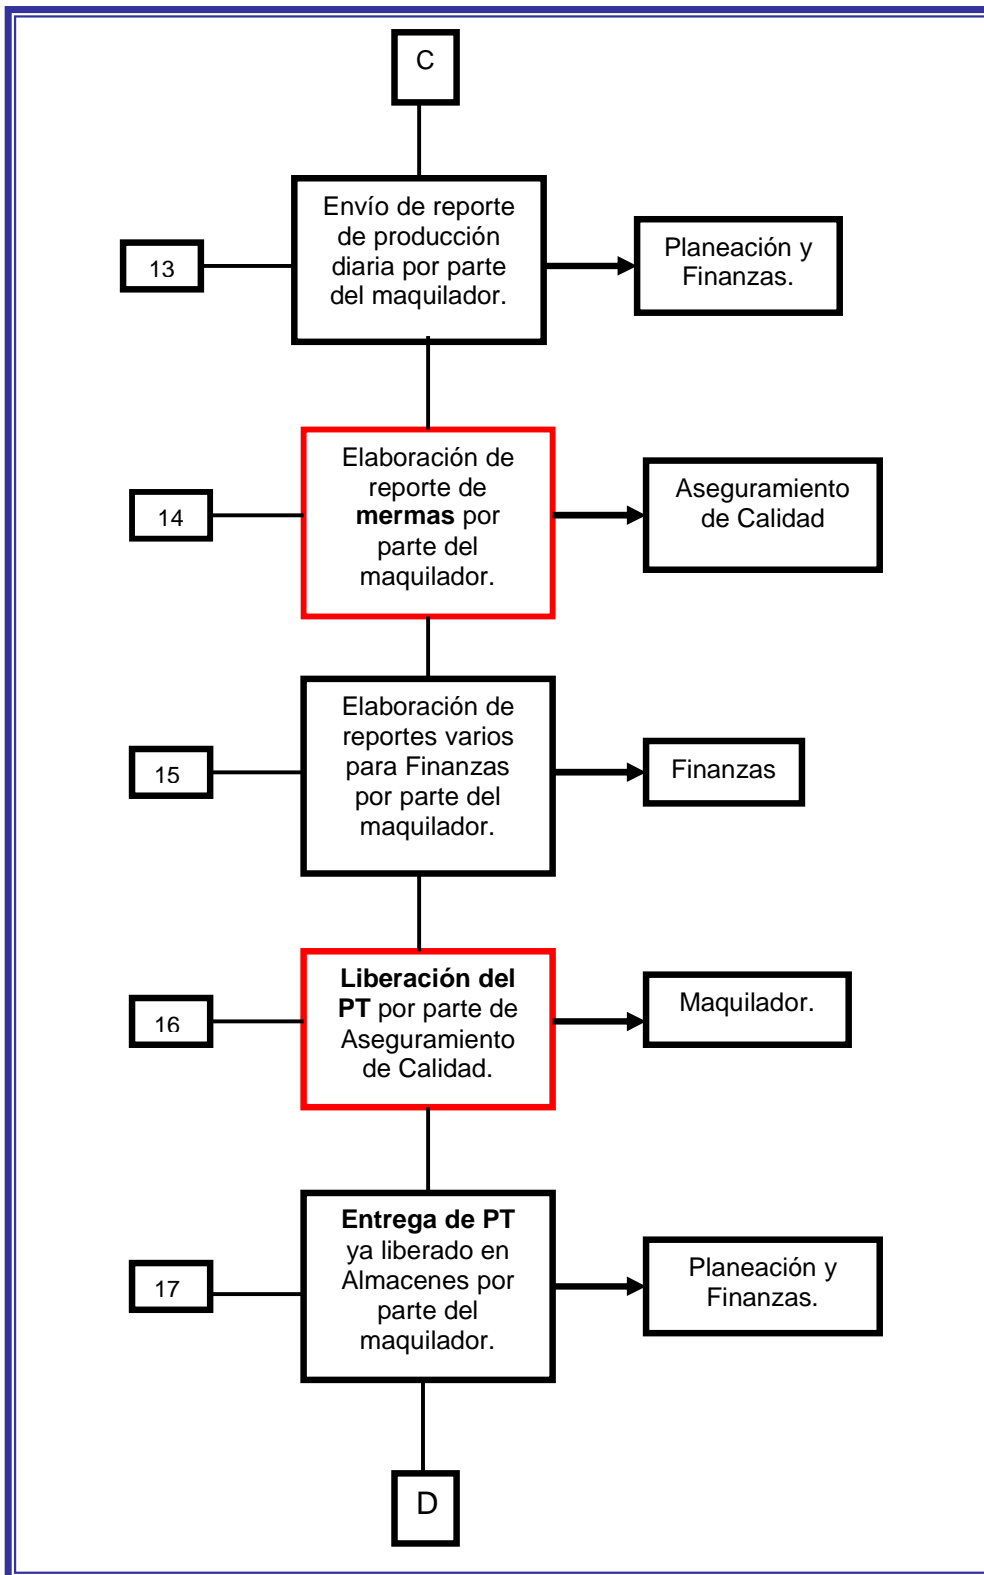 C
13
Envío de reporte
de producción
diaria por parte
del maquilador.
Planeación y
Finanzas.
14
Elaboración de
reporte de
mermas por
parte del
maquilador.
Aseguramiento
de Calidad
15
Elaboración de
reportes varios
para Finanzas
por parte del
maquilador.
Finanzas
16
Liberación del
PT por parte de
Aseguramiento
de Calidad.
Maquilador.
17
Entrega de PT
ya liberado en
Almacenes por
parte del
maquilador.
Planeación y
Finanzas.
D